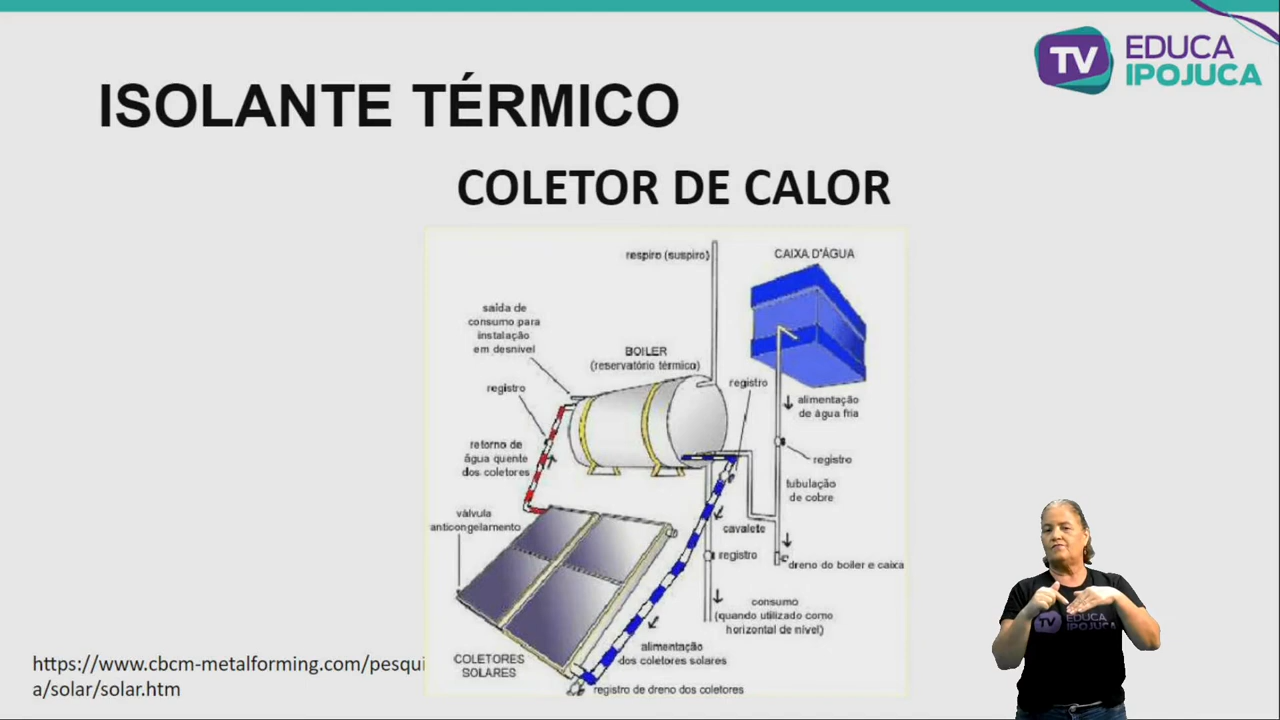 TV EDUCA
IPOJUCA
ISOLANTE TÉRMICO
COLETOR DE CALOR
respiro (suspiro)
CAIXA D'ÁGUA
saída de
consumo para
instalação
em desnível
BOILER
(reservatório térmico)
registro
registro
alimentação
de água fria
retorno de
água quente
dos coletores
registro
tubulação
de cobre
válvula
anticongelamento
cavalete
registro
dreno do boiler e caixa
consumo
(quando utilizado como
horizontal de nível)
alimentação
dos coletores solares
COLETORES
SOLARES
registro de dreno dos coletores
https://www.cbcm-metalforming.com/pesqui
a/solar/solar.htm
TV EDUCA
IPOJUCA